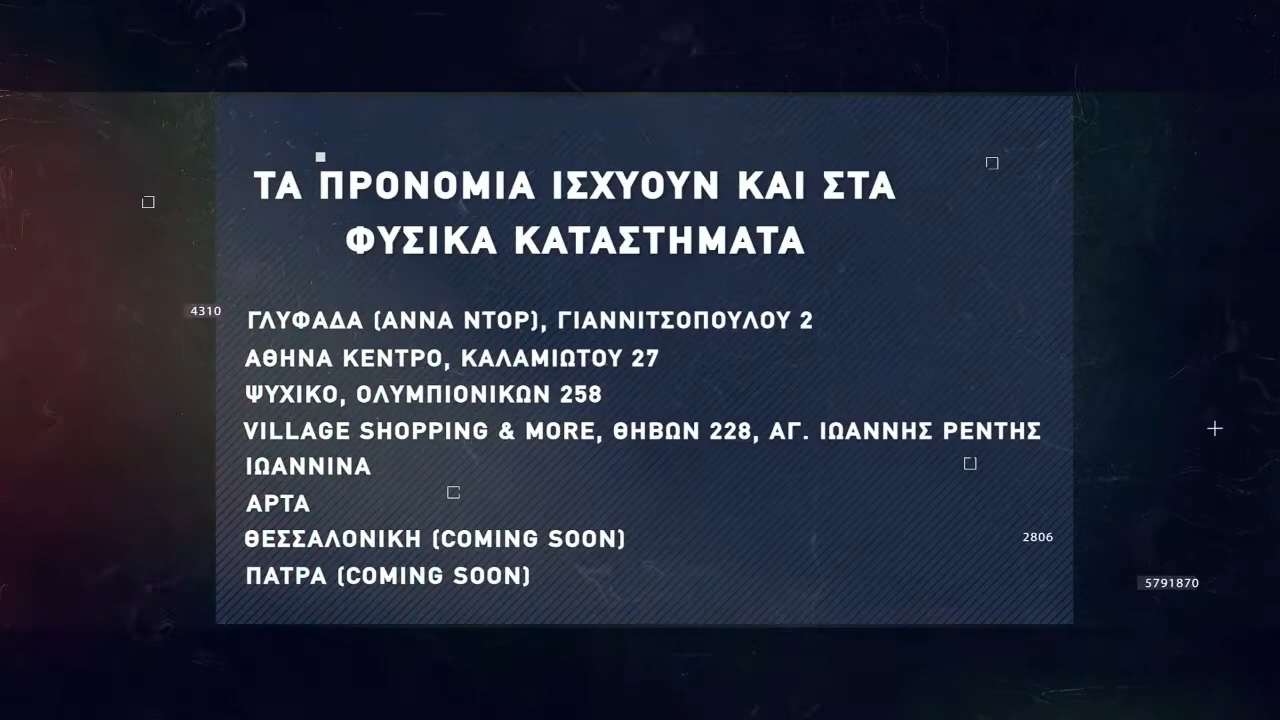 ΤΑ ΠΡΟΝΟΜΙΑ ΙΣΧΥΟΥΝ ΚΑΙ ΣΤΑ
ΦΥΣΙΚΑ ΚΑΤΑΣΤΗΜΑΤΑ
4310
ΓΛΥΦΑΔΑ (ΑΝΝΑ ΝΤΟΡ), ΓΙΑΝΝΙΤΣΟΠΟΥΛΟΥ 2
ΑΘΗΝΑ ΚΕΝΤΡΟ, ΚΑΛΑΜΙΩΤΟΥ 27
ΨΥΧΙΚΟ, ΟΛΥΜΠΙΟΝΙΚΩΝ 258
VILLAGE SHOPPING & MORE, ΘΗΒΩΝ 228, ΑΓ. ΙΩΑΝΝΗΣ ΡΕΝΤΗΣ
ΙΩΑΝΝΙΝΑ
ΑΡΤΑ
ΘΕΣΣΑΛΟΝΙΚΗ (COMING SOON)
2806
ΠΑΤΡΑ (COMING SOON)
5791870